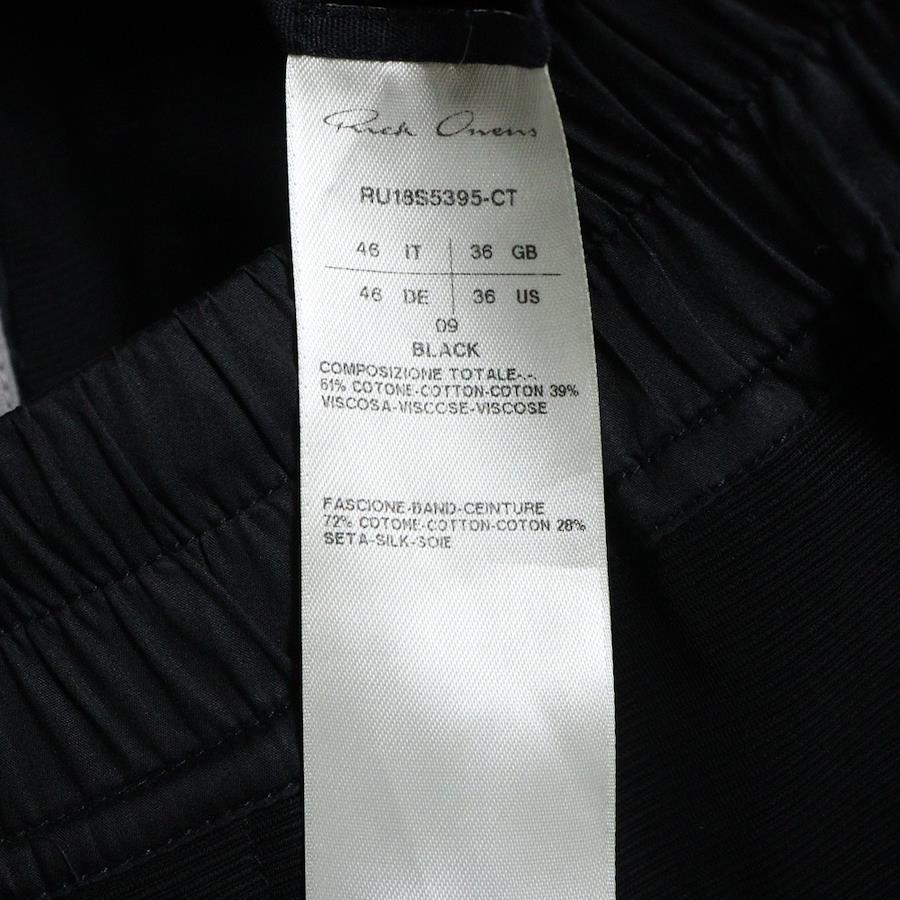 Rick Owens
RU18S5395-CT
46 IT 36 GB
46 DE 36 US
09
BLACK
COMPOSIZIONE TOTALE-.-.
61% COTONE-COTTON-COTON 39%
VISCOSA-VISCOSE-VISCOSE
FASCIONE-BAND-CEINTURE
72% COTONE-COTTON-COTON 28%
SETA-SILK-SOIE